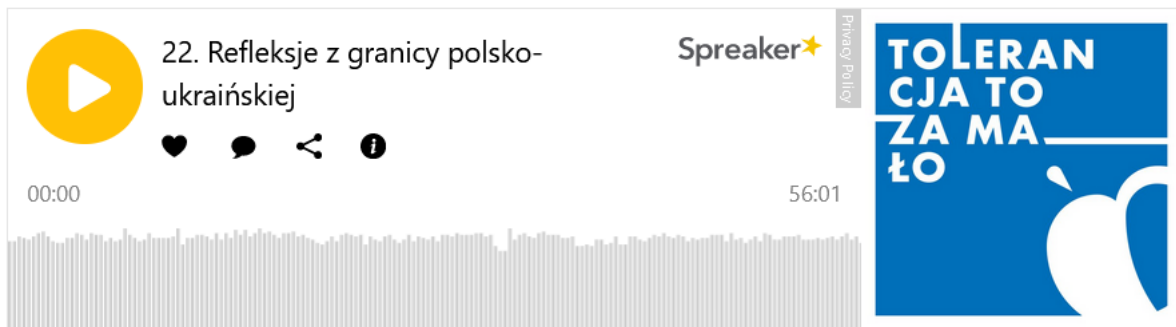 22. Refleksje z granicy polsko-
ukraińskiej
Spreaker
Privacy Policy
00:00
56:01
TOLERAN
CJA TO
ZA MA
ŁO